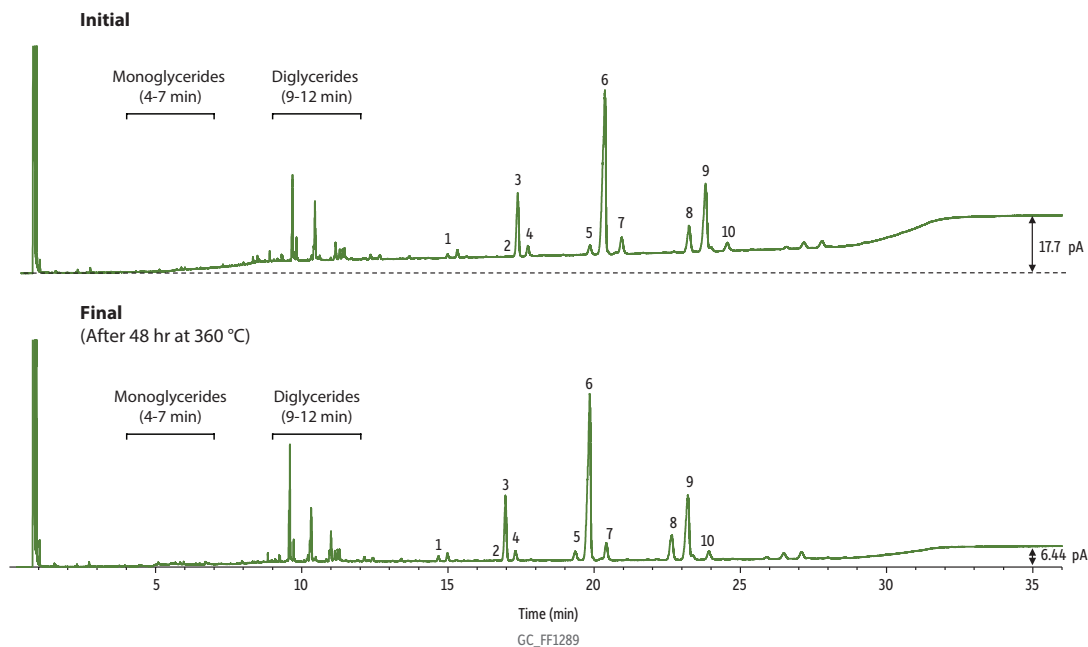 Initial
Monoglycerides
(4-7 min)
Diglycerides
(9-12 min)
1
2
3
4
5
6
7
8
9
10
17.7 pA
Final
(After 48 hr at 360 °C)
Monoglycerides
(4-7 min)
Diglycerides
(9-12 min)
1
2
3
4
5
6
7
8
9
10
6.44 pA
5 10 15 20 25 30 35
Time (min)
GC_FF1289